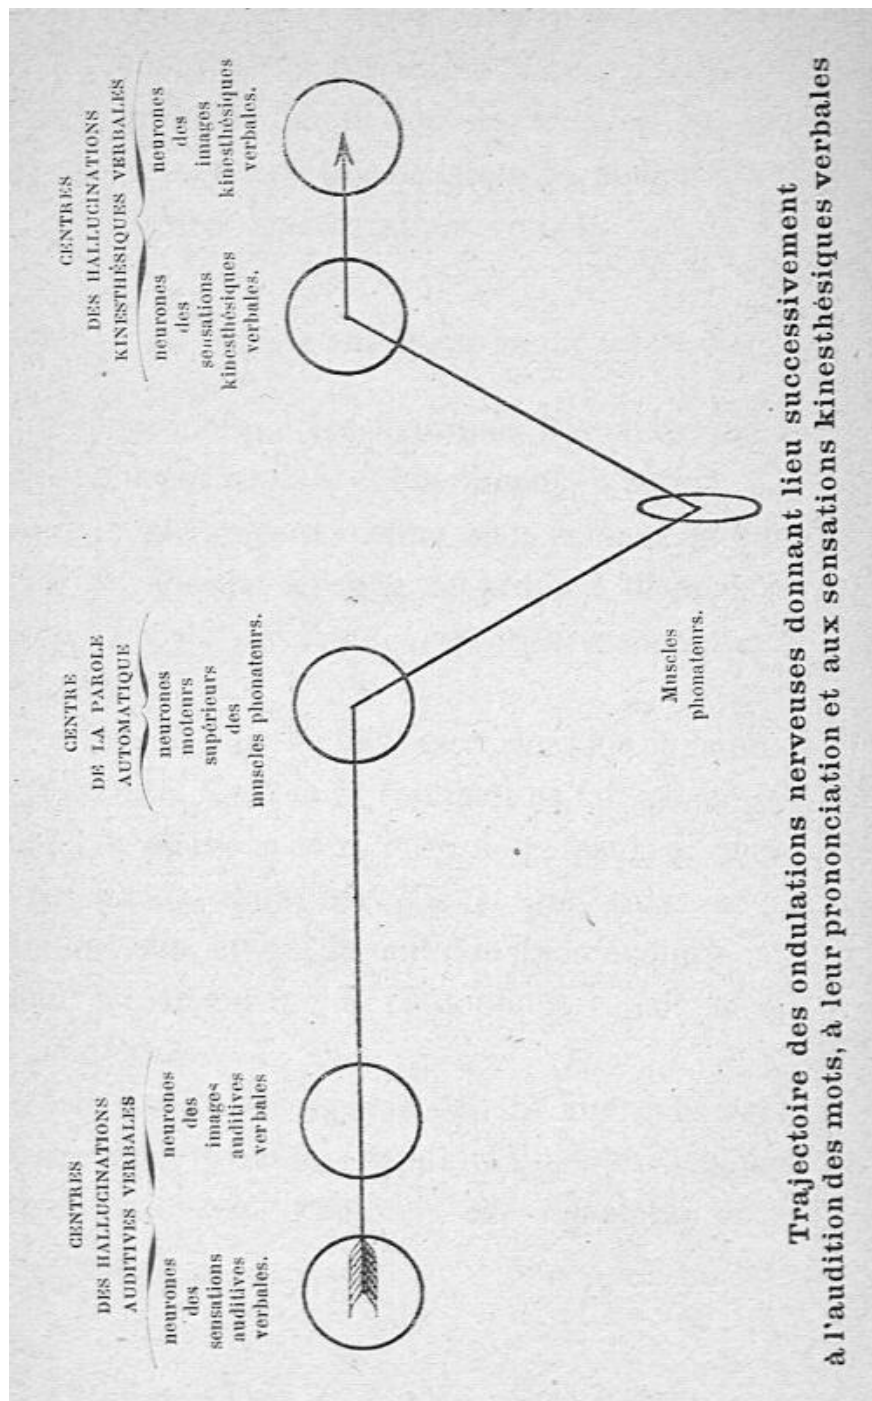 CENTRES
DES HALLUCINATIONS
AUDITIVES VERBALES
neurones
des
sensations
auditives
verbales.
neurones
des
images
auditives
verbales
CENTRE
DE LA PAROLE
AUTOMATIQUE
neurones
moteurs
supérieurs
des
muscles phonateurs.
CENTRES
DES HALLUCINATIONS
KINESTHÉSIQUES VERBALES
neurones
des
sensations
kinesthésiques
verbales.
neurones
des
images
kinesthésiques
verbales.
Muscles
phonateurs.
Trajectoire des ondulations nerveuses donnant lieu successivement
à l'audition des mots, à leur prononciation et aux sensations kinesthésiques verbales